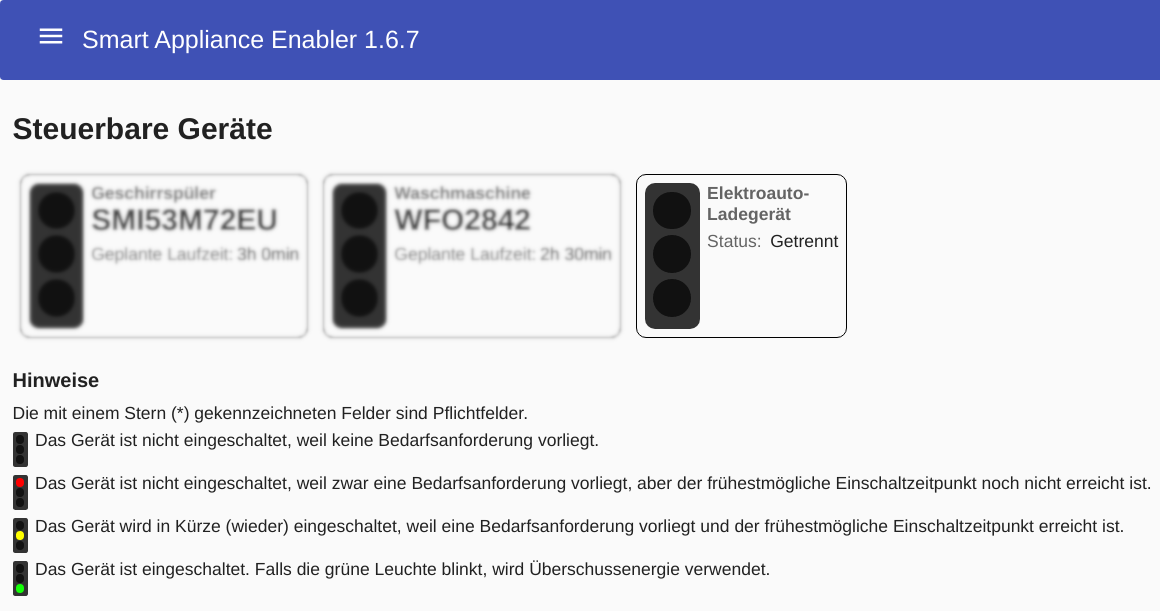 Smart Appliance Enabler 1.6.7
Steuerbare Geräte
Geschirrspüler
SMI53M72EU
Geplante Laufzeit: 3h 0min
Waschmaschine
WFO2842
Geplante Laufzeit: 2h 30min
Elektroauto-
Ladegerät
Status: Getrennt
Hinweise
Die mit einem Stern (*) gekennzeichneten Felder sind Pflichtfelder.
Das Gerät ist nicht eingeschaltet, weil keine Bedarfsanforderung vorliegt.
Das Gerät ist nicht eingeschaltet, weil zwar eine Bedarfsanforderung vorliegt, aber der frühestmögliche Einschaltzeitpunkt noch nicht erreicht ist.
Das Gerät wird in Kürze (wieder) eingeschaltet, weil eine Bedarfsanforderung vorliegt und der frühestmögliche Einschaltzeitpunkt erreicht ist.
Das Gerät ist eingeschaltet. Falls die grüne Leuchte blinkt, wird Überschussenergie verwendet.